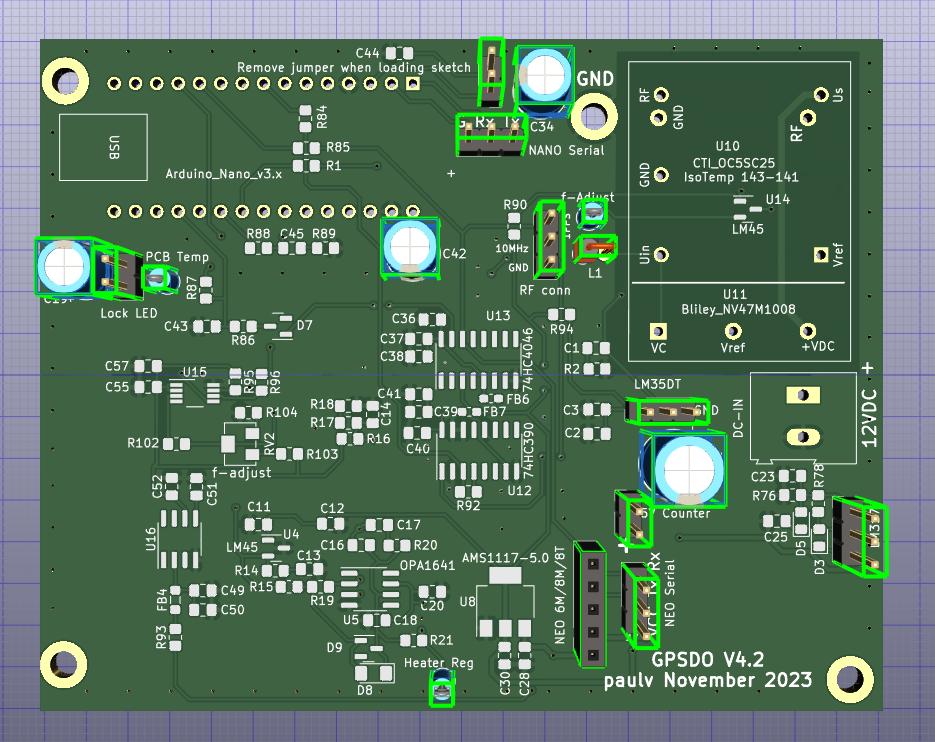 C44
Remove jumper when loading sketch
GND
G Rx Tx
C34
NANO Serial
USB
R84
R85
R1
Arduino_Nano_v3.x
RF
GND
Us
RF
U10
CTI_OC5SC25
IsoTemp 143-141
GND
U14
LM45
Uin
Vref
U11
Bliley_NV47M1008
VC
Vref
+VDC
f-Adjust
R90
10MHz
GND
L1
RF conn
R88
C45
R89
C42
PCB Temp
Lock LED
R87
C43
R86
D7
C36
C37
C38
U13
74HC4046
R94
C1
R2
C57
C55
U15
R95
R96
R104
R102
RV2
f-adjust
R103
R18
R17
R16
C14
C41
C39
FB6
FB7
C40
74HC390
U12
R92
C3
C2
LM35DT
GND
DC-IN
+
12VDC
C23
R76
R78
C25
D5
D3
LM317
5V Counter
C52
C51
U16
C11
C12
C17
C16
R20
LM45
U4
C13
R14
R15
R19
OPA1641
U5
C18
C20
R21
D9
D8
FB4
C49
C50
R93
AMS1117-5.0
U8
C30
C28
NEO 6M/7M/8M/8T
NEO Serial
Heater Reg
GPSDO V4.2
paulv November 2023